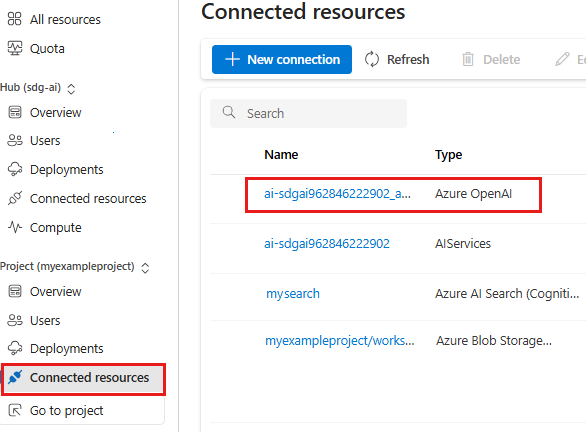 All resources
Quota
Hub (sdg-ai)
Overview
Users
Deployments
Connected resources
Compute
Project (myexampleproject)
Overview
Users
Deployments
Connected resources
Go to project
Connected resources
New connection Refresh Delete
Search
Name Type
ai-sdgai962846222902_a... Azure OpenAI
ai-sdgai962846222902 AIServices
mysearch Azure AI Search (Cogniti...
myexampleproject/works... Azure Blob Storage...